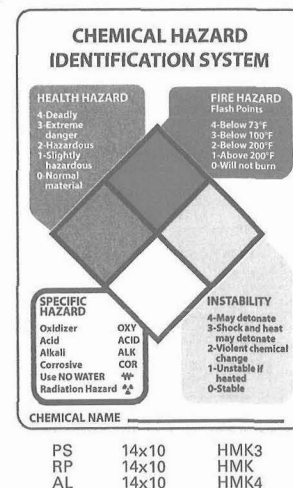 CHEMICAL HAZARD
IDENTIFICATION SYSTEM
HEALTH HAZARD
4-Deadly
3-Extreme
danger
2-Hazardous
1-Slightly
hazardous
0-Normal
material
FIRE HAZARD
Flash Points
4-Below 73°F
3-Below 100°F
2-Below 200°F
1-Above 200°F
0-Will not burn
SPECIFIC
HAZARD
Oxidizer OXY
Acid ACID
Alkali ALK
Corrosive COR
Use NO WATER W
Radiation Hazard
INSTABILITY
4-May detonate
3-Shock and heat
may detonate
2-Violent chemical
change
1-Unstable if
heated
0-Stable
CHEMICAL NAME
PS 14x10 HMK3
RP 14x10 HMK
AL 14x10 HMK4